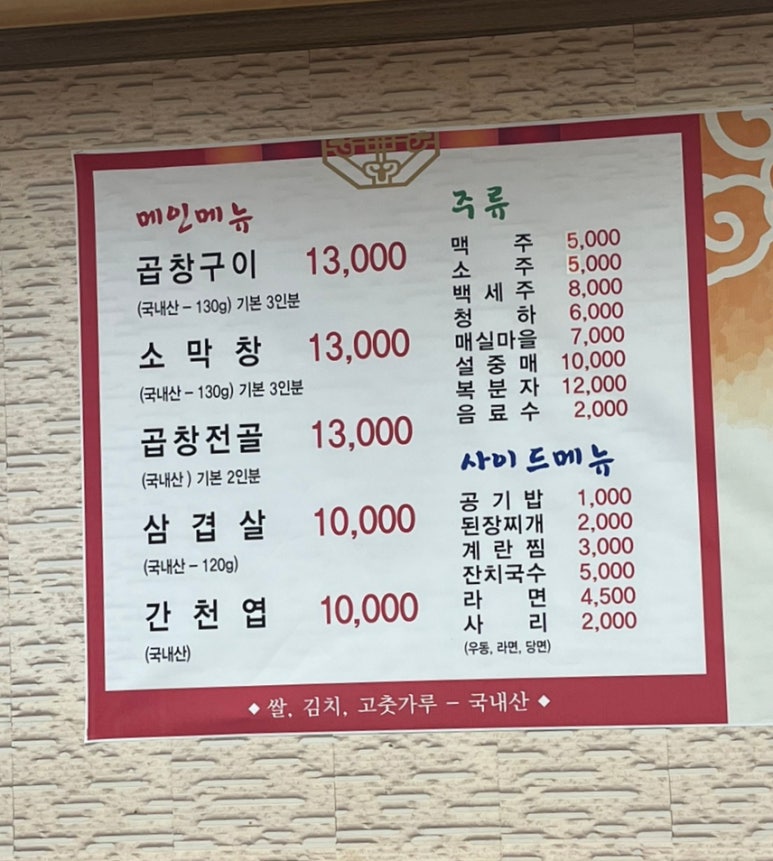 메인메뉴
곱창구이 13,000
(국내산 - 130g) 기본 3인분
소 막 창 13,000
(국내산 - 130g) 기본 3인분
곱창전골 13,000
(국내산) 기본 2인분
삼 겹 살 10,000
(국내산 - 120g)
간 천 엽 10,000
(국내산)
주류
맥 주 5,000
소 주 5,000
백 세 주 8,000
청 하 6,000
매실마을 7,000
설 중 매 10,000
복 분 자 12,000
음 료 수 2,000
사이드메뉴
공 기 밥 1,000
된장찌개 2,000
계 란 찜 3,000
잔치국수 5,000
라 면 4,500
사 리 2,000
(우동, 라면, 당면)
◆ 쌀, 김치, 고춧가루 - 국내산 ◆